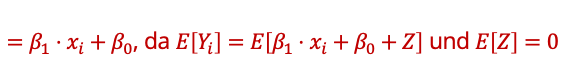 = β₁ · xᵢ + β₀, da E[Yᵢ] = E[β₁ · xᵢ + β₀ + Z] und E[Z] = 0